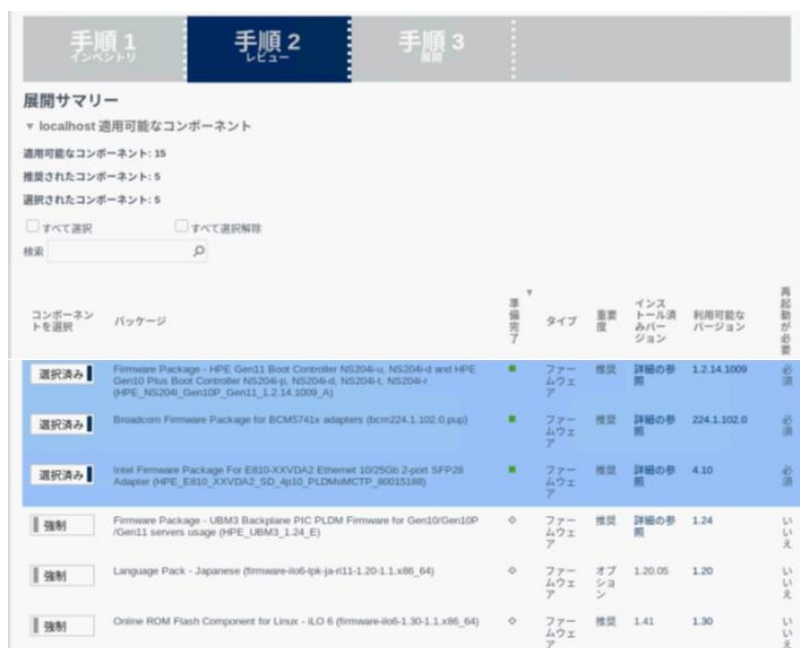 手順 1
インベントリ
手順 2
レビュー
手順 3
展開
展開サマリー
▼ localhost 適用可能なコンポーネント
適用可能なコンポーネント: 15
推奨されたコンポーネント: 5
選択されたコンポーネント: 5
すべて選択 すべて選択解除
検索
コンポーネン
トを選択
パッケージ
準備完了
タイプ
重要
度
インス
トール済
みバー
ジョン
利用可能な
バージョン
再起動が必要
選択済み
Firmware Package - HPE Gen11 Boot Controller NS204i-u, NS204i-d and HPE
Gen10 Plus Boot Controller NS204i-p, NS204i-d, NS204i-t, NS204i-r
(HPE_NS204i_Gen10P_Gen11_1.2.14.1009_A)
ファー
ムウェ
ア
推奨
詳細の参
照
1.2.14.1009
必須
選択済み
Broadcom Firmware Package for BCM5741x adapters (bcm224.1.102.0.pup)
ファー
ムウェ
ア
推奨
詳細の参
照
224.1.102.0
必須
選択済み
Intel Firmware Package For E810-XXVDA2 Ethernet 10/25Gb 2-port SFP28
Adapter (HPE_E810_XXVDA2_SD_4p10_PLDMoMCTP_80015188)
ファー
ムウェ
ア
推奨
詳細の参
照
4.10
必須
強制
Firmware Package - UBM3 Backplane PIC PLDM Firmware for Gen10/Gen10P
/Gen11 servers usage (HPE_UBM3_1.24_E)
ファー
ムウェ
ア
推奨
詳細の参
照
1.24
いいえ
強制
Language Pack - Japanese (firmware-ilo6-lpk-ja-rl11-1.20-1.1.x86_64)
ファー
ムウェ
ア
オプ
ショ
ン
1.20.05
1.20
いいえ
強制
Online ROM Flash Component for Linux - iLO 6 (firmware-ilo6-1.30-1.1.x86_64)
ファー
ムウェ
ア
推奨
1.41
1.30
いいえ